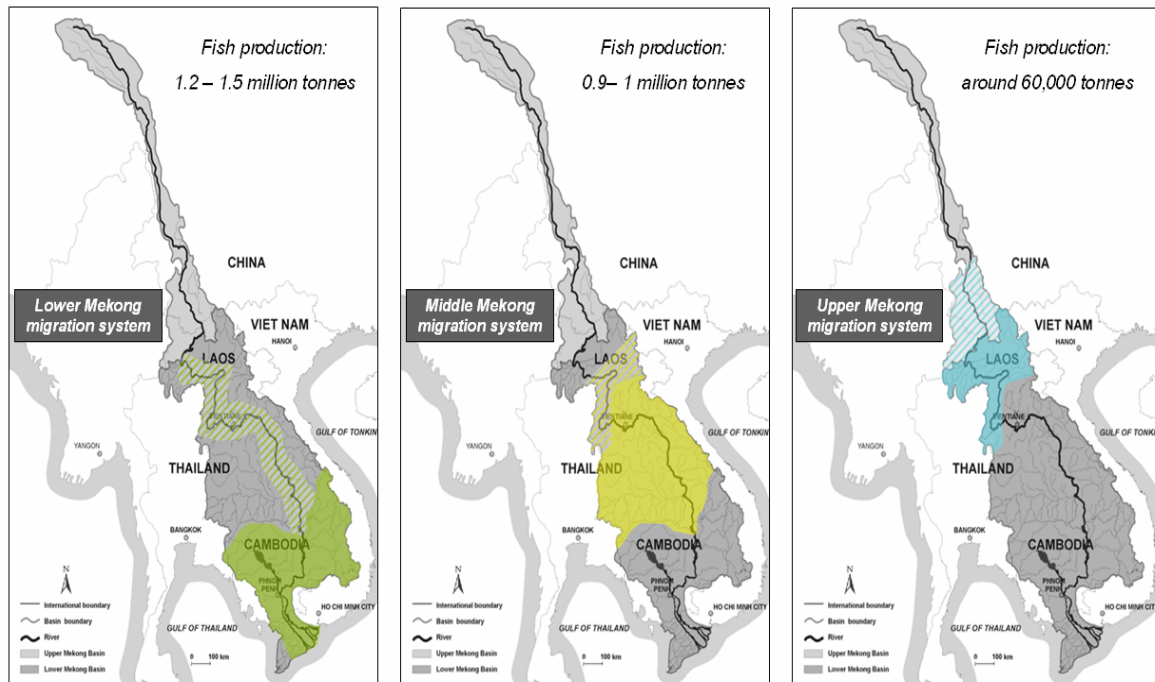 Fish production:
1.2 – 1.5 million tonnes
CHINA
Lower Mekong
migration system
VIET NAM
HANOI
LAOS
VIENTIANE
GULF OF TONKIN
YANGON
THAILAND
BANGKOK
CAMBODIA
PHNOM
PENH
HO CHI MINH CITY
GULF OF THAILAND
N
International boundary
Basin boundary
River
Upper Mekong Basin
Lower Mekong Basin
0 100 km
Fish production:
0.9– 1 million tonnes
CHINA
Middle Mekong
migration system
VIET NAM
HANOI
LAOS
VIENTIANE
GULF OF TONKIN
YANGON
THAILAND
BANGKOK
CAMBODIA
PHNOM
PENH
HO CHI MINH CITY
GULF OF THAILAND
N
International boundary
Basin boundary
River
Upper Mekong Basin
Lower Mekong Basin
0 100 km
Fish production:
around 60,000 tonnes
CHINA
Upper Mekong
migration system
VIET NAM
HANOI
LAOS
VIENTIANE
GULF OF TONKIN
YANGON
THAILAND
BANGKOK
CAMBODIA
PHNOM
PENH
HO CHI MINH CITY
GULF OF THAILAND
N
International boundary
Basin boundary
River
Upper Mekong Basin
Lower Mekong Basin
0 100 km